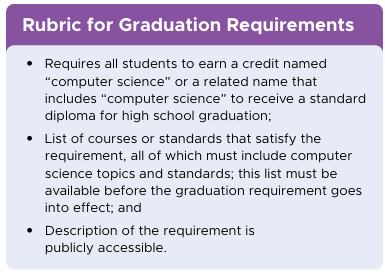 Rubric for Graduation Requirements
• Requires all students to earn a credit named
“computer science” or a related name that
includes “computer science” to receive a standard
diploma for high school graduation;
• List of courses or standards that satisfy the
requirement, all of which must include computer
science topics and standards; this list must be
available before the graduation requirement goes
into effect; and
• Description of the requirement is
publicly accessible.